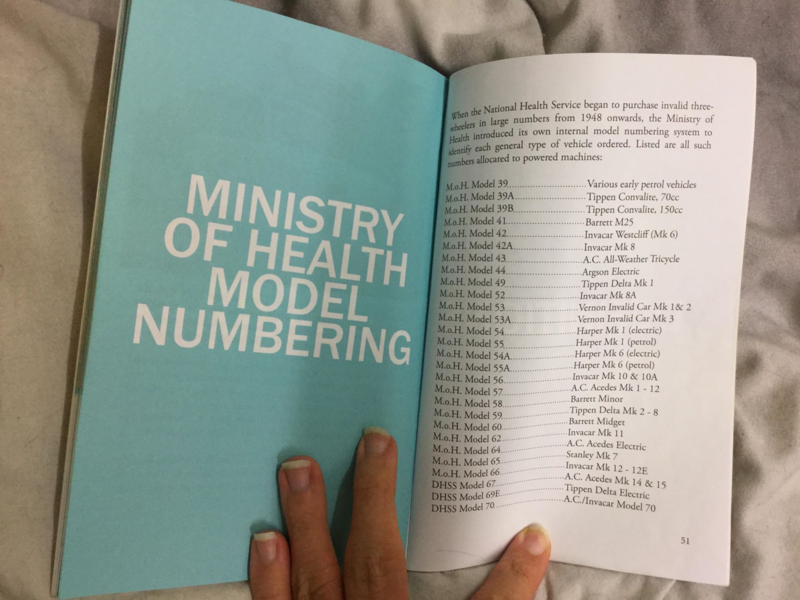 MINISTRY
OF HEALTH
MODEL
NUMBERING
When the National Health Service began to purchase invalid three-
wheelers in large numbers from 1948 onwards, the Ministry of
Health introduced its own internal model numbering system to
identify each general type of vehicle ordered. Listed are all such
numbers allocated to powered machines:
M.o.H. Model 39..............................Various early petrol vehicles
M.o.H. Model 39A..............................Tippen Convalite, 70cc
M.o.H. Model 39B..............................Tippen Convalite, 150cc
M.o.H. Model 41..............................Barrett M25
M.o.H. Model 42..............................Invacar Westcliff (Mk 6)
M.o.H. Model 42A..............................Invacar Mk 8
M.o.H. Model 43..............................A.C. All-Weather Tricycle
M.o.H. Model 44..............................Argson Electric
M.o.H. Model 49..............................Tippen Delta Mk 1
M.o.H. Model 52..............................Invacar Mk 8A
M.o.H. Model 53..............................Vernon Invalid Car Mk 1& 2
M.o.H. Model 53A..............................Vernon Invalid Car Mk 3
M.o.H. Model 54..............................Harper Mk 1 (electric)
M.o.H. Model 55..............................Harper Mk 1 (petrol)
M.o.H. Model 54A..............................Harper Mk 6 (electric)
M.o.H. Model 55A..............................Harper Mk 6 (petrol)
M.o.H. Model 56..............................Invacar Mk 10 & 10A
M.o.H. Model 57..............................A.C. Acedes Mk 1 - 12
M.o.H. Model 58..............................Barrett Minor
M.o.H. Model 59..............................Tippen Delta Mk 2 - 8
M.o.H. Model 60..............................Barrett Midget
M.o.H. Model 62..............................Invacar Mk 11
M.o.H. Model 64..............................A.C. Acedes Electric
M.o.H. Model 65..............................Stanley Mk 7
M.o.H. Model 66..............................Invacar Mk 12 - 12E
DHSS Model 67..............................A.C. Acedes Mk 14 & 15
DHSS Model 69E..............................Tippen Delta Electric
DHSS Model 70..............................A.C./Invacar Model 70
51